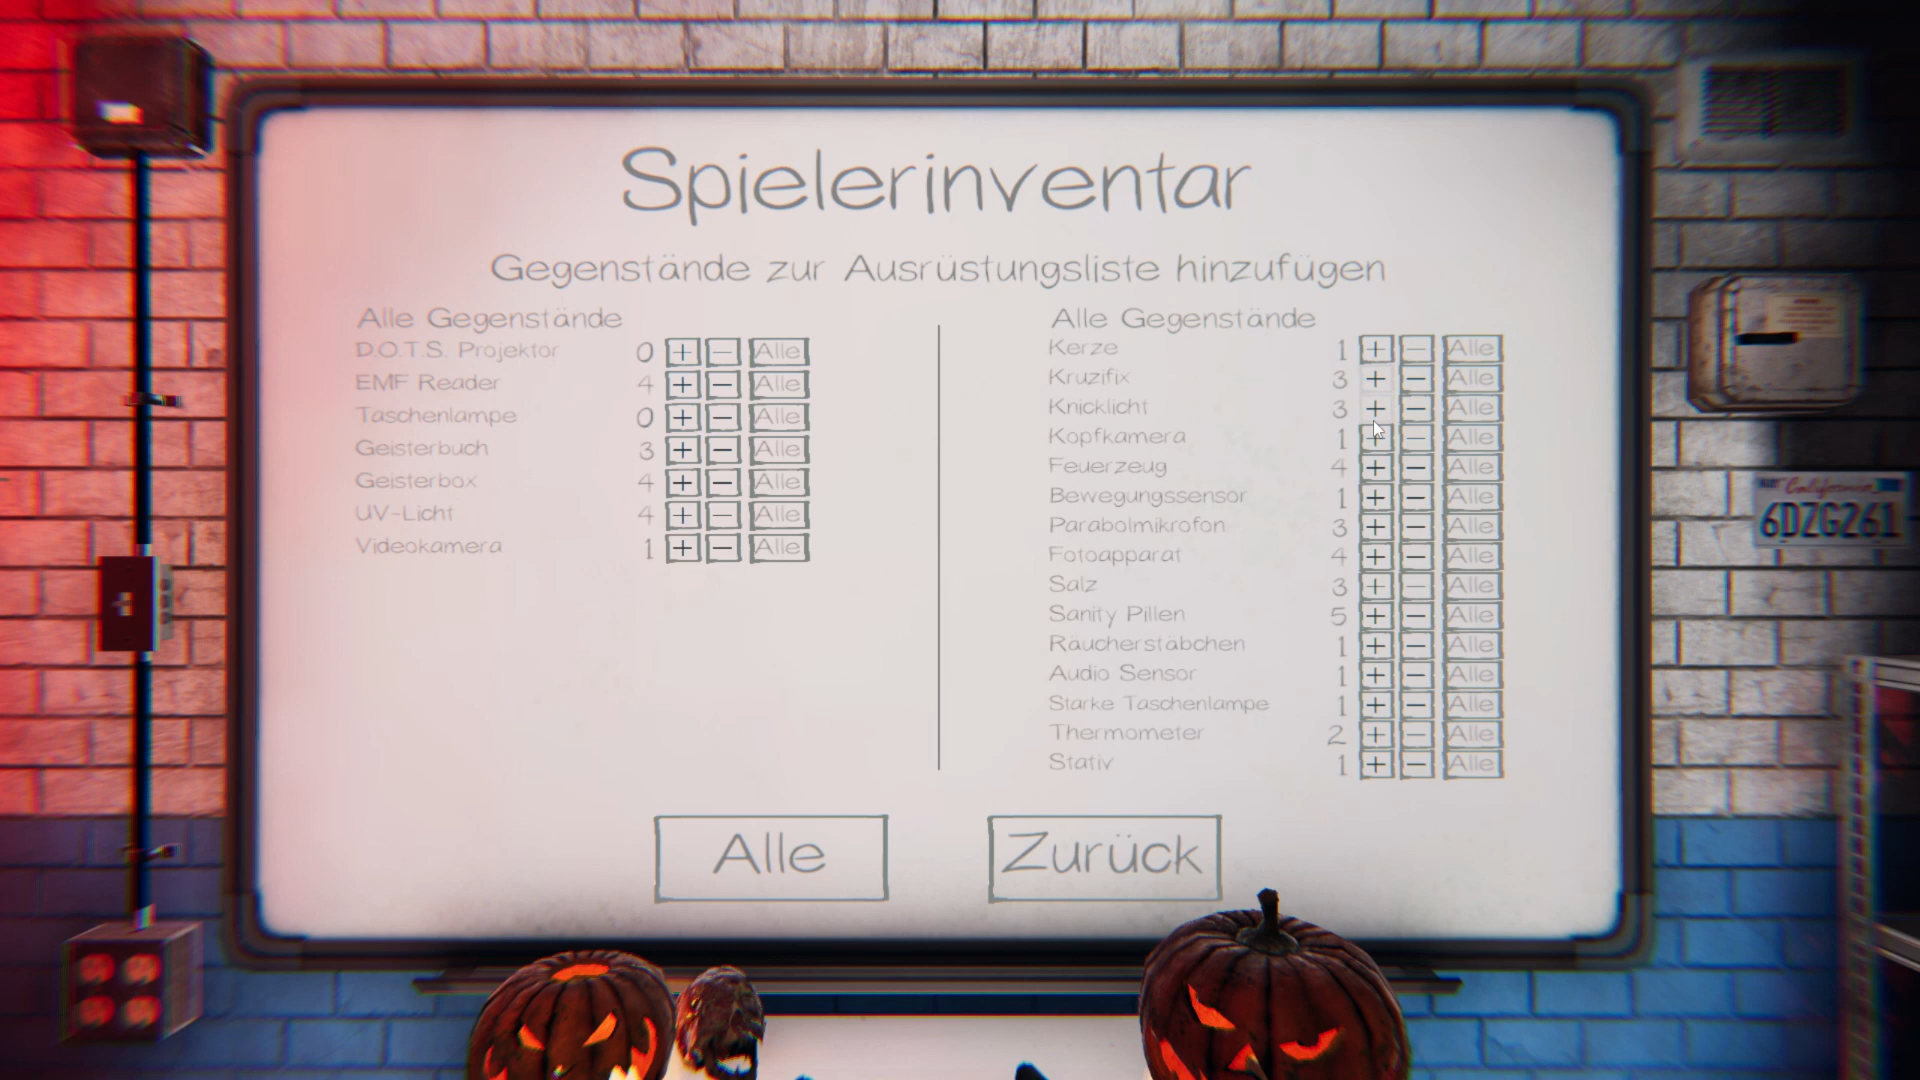 Spielerinventar
Gegenstände zur Ausrüstungsliste hinzufügen
Alle Gegenstände
D.O.T.S. Projektor 0 + - Alle
EMF Reader 4 + - Alle
Taschenlampe 0 + - Alle
Geisterbuch 3 + - Alle
Geisterbox 4 + - Alle
UV-Licht 4 + - Alle
Videokamera 1 + - Alle
Alle Gegenstände
Kerze 1 + - Alle
Kruzifix 3 + - Alle
Knicklicht 3 + - Alle
Kopfkamera 1 + - Alle
Feuerzeug 4 + - Alle
Bewegungssensor 1 + - Alle
Parabolmikrofon 3 + - Alle
Fotoapparat 4 + - Alle
Salz 3 + - Alle
Sanity Pillen 5 + - Alle
Räucherstäbchen 1 + - Alle
Audio Sensor 1 + - Alle
Starke Taschenlampe 1 + - Alle
Thermometer 2 + - Alle
Stativ 1 + - Alle
Alle
Zurück
California
6DZG261